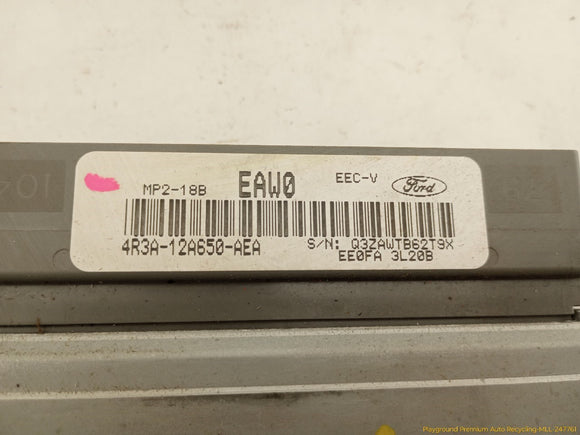 MP2-18B EAW0 EEC-V Ford
4R3A-12A650-AEA S/N: Q3ZAWTB62T9X
EE0FA 3L20B
Playground Premium Auto Recycling-MLL 247761